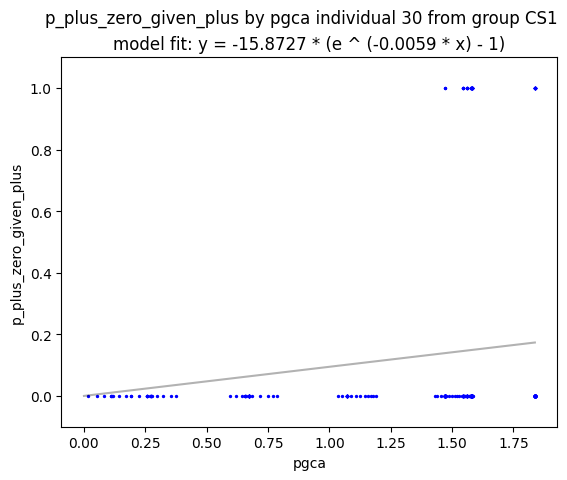 p_plus_zero_given_plus by pgca individual 30 from group CS1
model fit: y = -15.8727 * (e ^ (-0.0059 * x) - 1)
1.0
0.8
0.6
0.4
0.2
0.0
p_plus_zero_given_plus
0.00 0.25 0.50 0.75 1.00 1.25 1.50 1.75
pgca